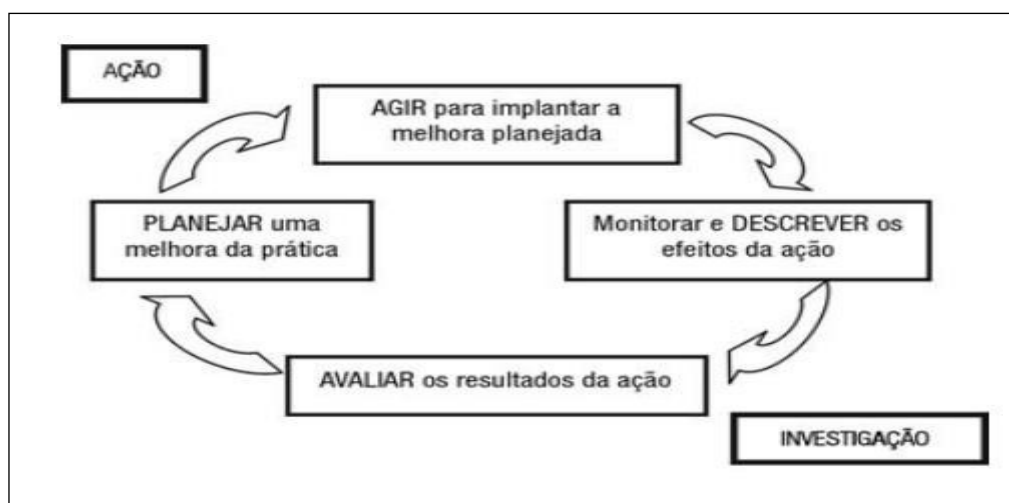 AÇÃO
AGIR para implantar a
melhora planejada
PLANEJAR uma
melhora da prática
Monitorar e DESCREVER os
efeitos da ação
AVALIAR os resultados da ação
INVESTIGAÇÃO